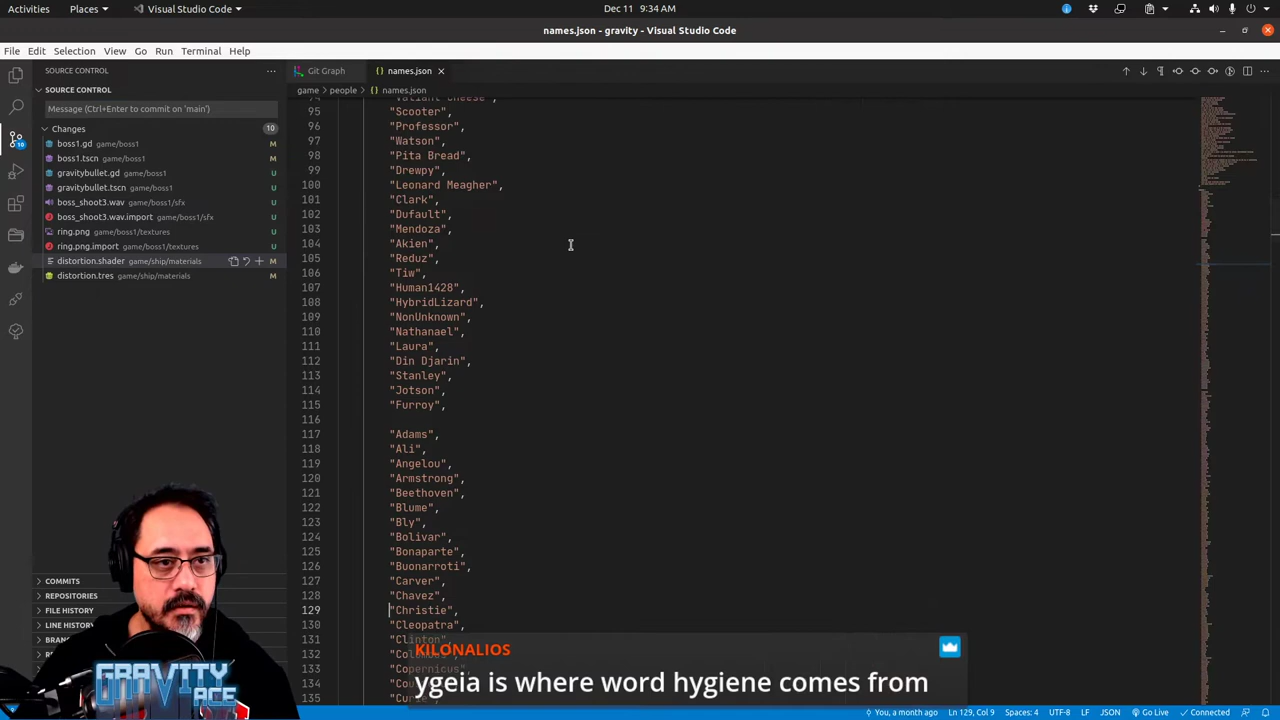 Activities Places Visual Studio Code Dec 11 9:34 AM
names.json - gravity - Visual Studio Code
File Edit Selection View Go Run Terminal Help
SOURCE CONTROL
Git Graph
names.json
SOURCE CONTROL
game people names.json
Message (Ctrl+Enter to commit on 'main')
Changes 10
boss1.gd game/boss1 M
boss1.tscn game/boss1 M
gravitybullet.gd game/boss1 U
gravitybullet.tscn game/boss1 U
boss_shoot3.wav game/boss1/sfx U
boss_shoot3.wav.import game/boss1/sfx U
ring.png game/boss1/textures U
ring.png.import game/boss1/textures U
distortion.shader game/ship/materials M
distortion.tres game/ship/materials U
COMMITS
REPOSITORIES
FILE HISTORY
LINE HISTORY
94 "Valiant Cheese",
95 "Scooter",
96 "Professor",
97 "Watson",
98 "Pita Bread",
99 "Drewpy",
100 "Leonard Meagher",
101 "Clark",
102 "Dufault",
103 "Mendoza",
104 "Akien",
105 "Reduz",
106 "Tiw",
107 "Human1428",
108 "HybridLizard",
109 "NonUnknown",
110 "Nathanael",
111 "Laura",
112 "Din Djarin",
113 "Stanley",
114 "Jotson",
115 "Furroy",
116
117 "Adams",
118 "Ali",
119 "Angelou",
120 "Armstrong",
121 "Beethoven",
122 "Blume",
123 "Bly",
124 "Bolivar",
125 "Bonaparte",
126 "Buonarroti",
127 "Carver",
128 "Chavez",
129 "Christie",
130 "Cleopatra",
131 "Clinton",
132
133 "Copernicus",
134
135 "Curie",
KILONALIOS
ygeia is where word hygiene comes from
GRAVITY
ACE
You, a month ago Ln 129, Col 9 Spaces: 4 UTF-8 LF JSON Go Live Connected